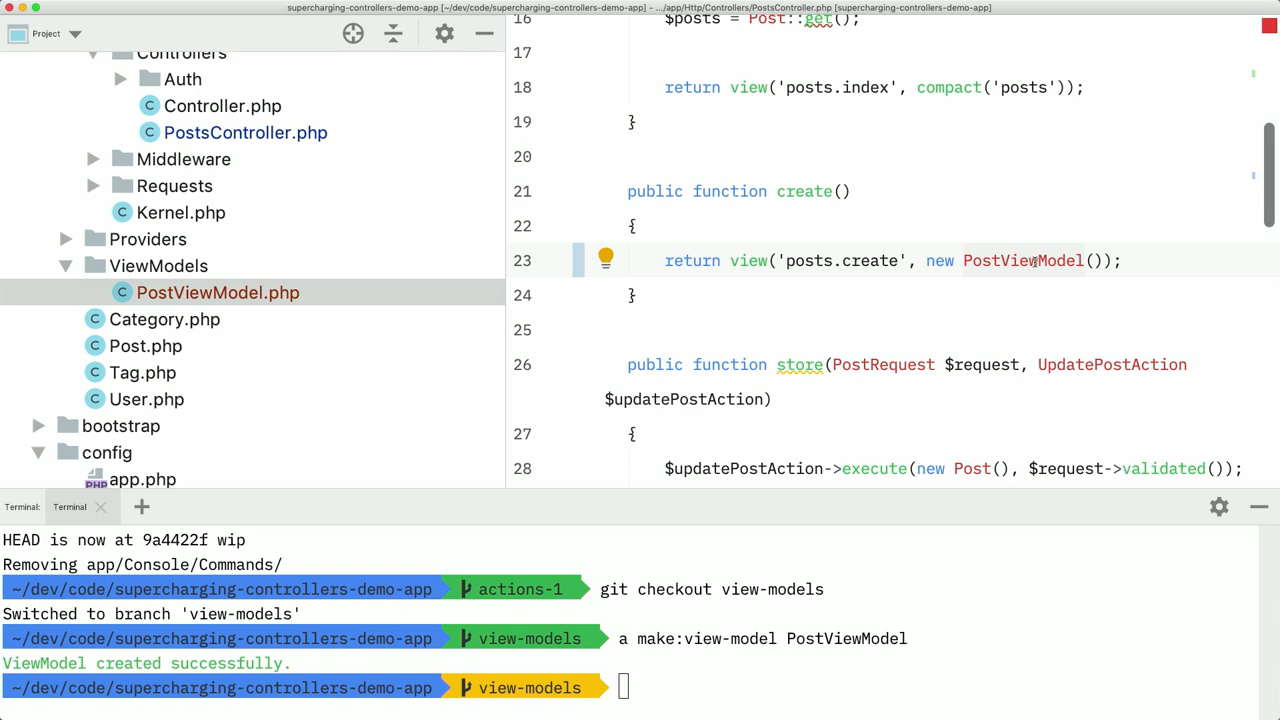 supercharging-controllers-demo-app [~/dev/code/supercharging-controllers-demo-app] - .../app/Http/Controllers/PostsController.php [supercharging-controllers-demo-app]
Project
Controllers
Auth
Controller.php
PostsController.php
Middleware
Requests
Kernel.php
Providers
ViewModels
PostViewModel.php
Category.php
Post.php
Tag.php
User.php
bootstrap
config
app.php
16 $posts = Post::get();
17
18 return view('posts.index', compact('posts'));
19 }
20
21 public function create()
22 {
23 return view('posts.create', new PostViewModel());
24 }
25
26 public function store(PostRequest $request, UpdatePostAction
$updatePostAction)
27 {
28 $updatePostAction->execute(new Post(), $request->validated());
Terminal: Terminal
HEAD is now at 9a4422f wip
Removing app/Console/Commands/
~/dev/code/supercharging-controllers-demo-app actions-1 git checkout view-models
Switched to branch 'view-models'
~/dev/code/supercharging-controllers-demo-app view-models a make:view-model PostViewModel
ViewModel created successfully.
~/dev/code/supercharging-controllers-demo-app view-models